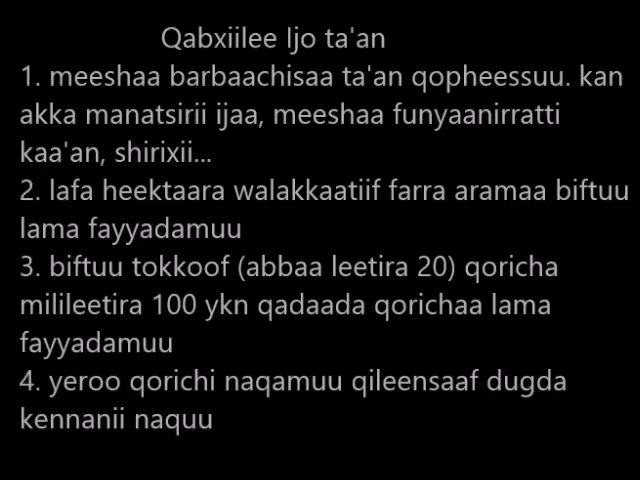 Qabxiilee Ijo ta'an
1. meeshaa barbaachisaa ta'an qopheessuu. kan
akka manatsirii ijaa, meeshaa funyaanirratti
kaa'an, shirixii...
2. lafa heektaara walakkaatiif farra aramaa biftuu
lama fayyadamuu
3. biftuu tokkoof (abbaa leetira 20) qoricha
milileetira 100 ykn qadaada qorichaa lama
fayyadamuu
4. yeroo qorichi naqamuu qileensaaf dugda
kennanii naquu